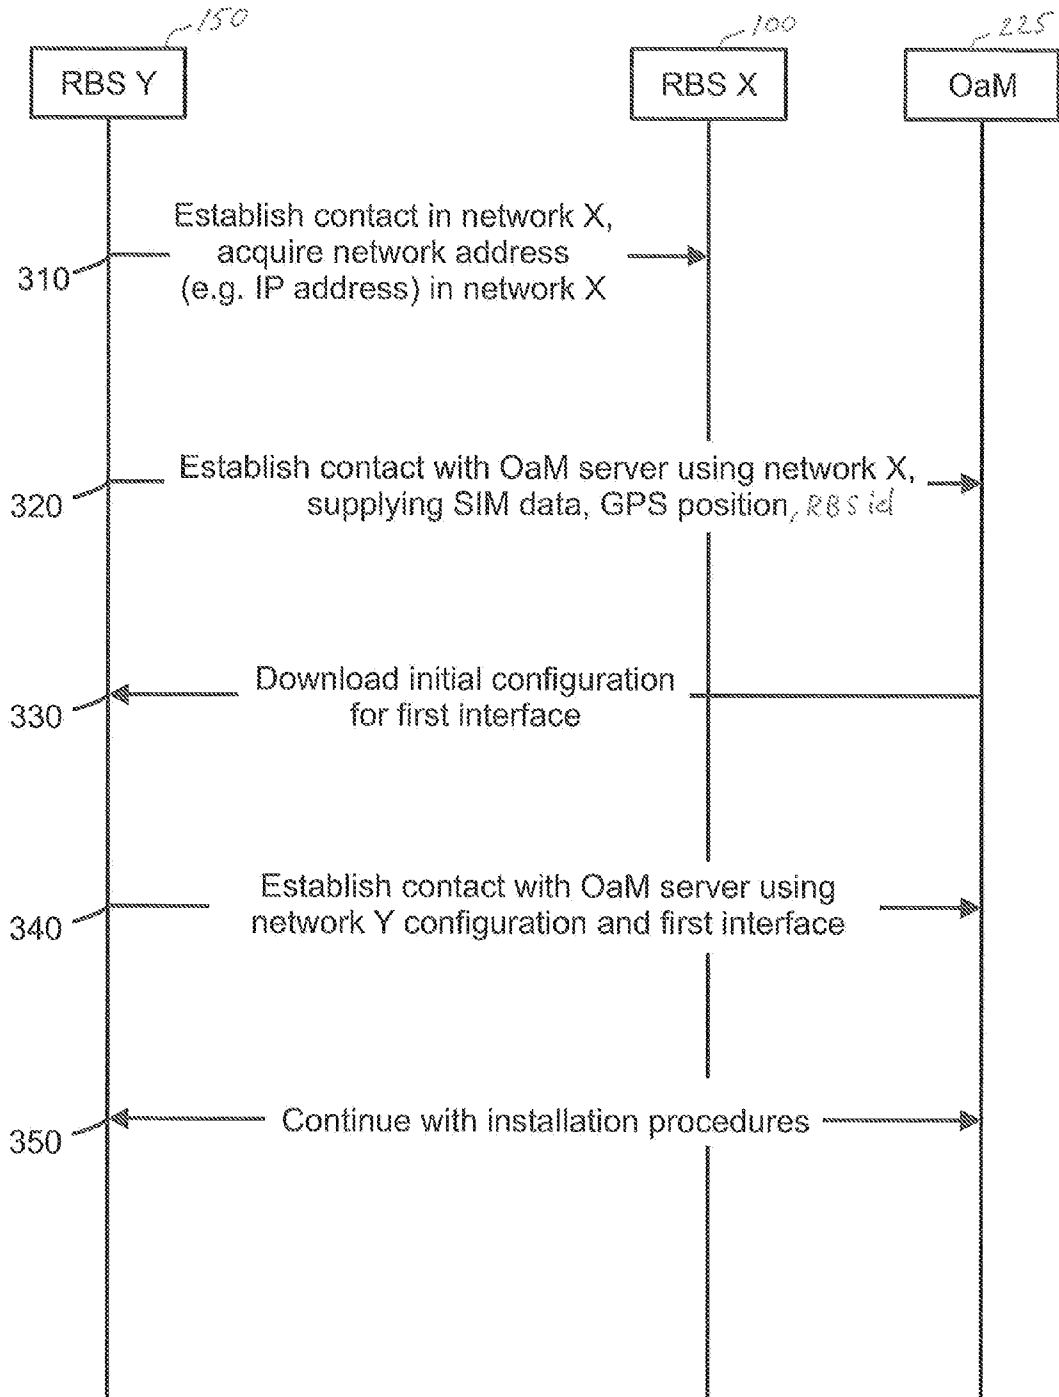 150
100
225
RBS Y
RBS X
OaM
Establish contact in network X,
acquire network address
(e.g. IP address) in network X
310
Establish contact with OaM server using network X,
supplying SIM data, GPS position, RBS id
320
Download initial configuration
for first interface
330
Establish contact with OaM server using
network Y configuration and first interface
340
Continue with installation procedures
350